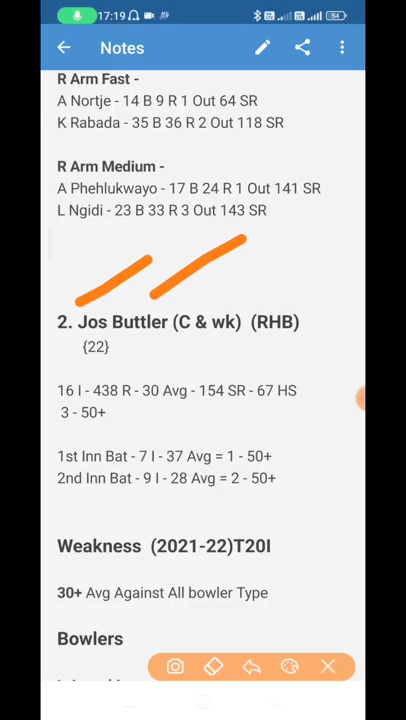 17:19
54
Notes
R Arm Fast -
A Nortje - 14 B 9 R 1 Out 64 SR
K Rabada - 35 B 36 R 2 Out 118 SR
R Arm Medium -
A Phehlukwayo - 17 B 24 R 1 Out 141 SR
L Ngidi - 23 B 33 R 3 Out 143 SR
2. Jos Buttler (C & wk)  (RHB)
{22}
16 I - 438 R - 30 Avg - 154 SR - 67 HS
3 - 50+
1st Inn Bat - 7 I - 37 Avg = 1 - 50+
2nd Inn Bat - 9 I - 28 Avg = 2 - 50+
Weakness  (2021-22)T20I
30+ Avg Against All bowler Type
Bowlers